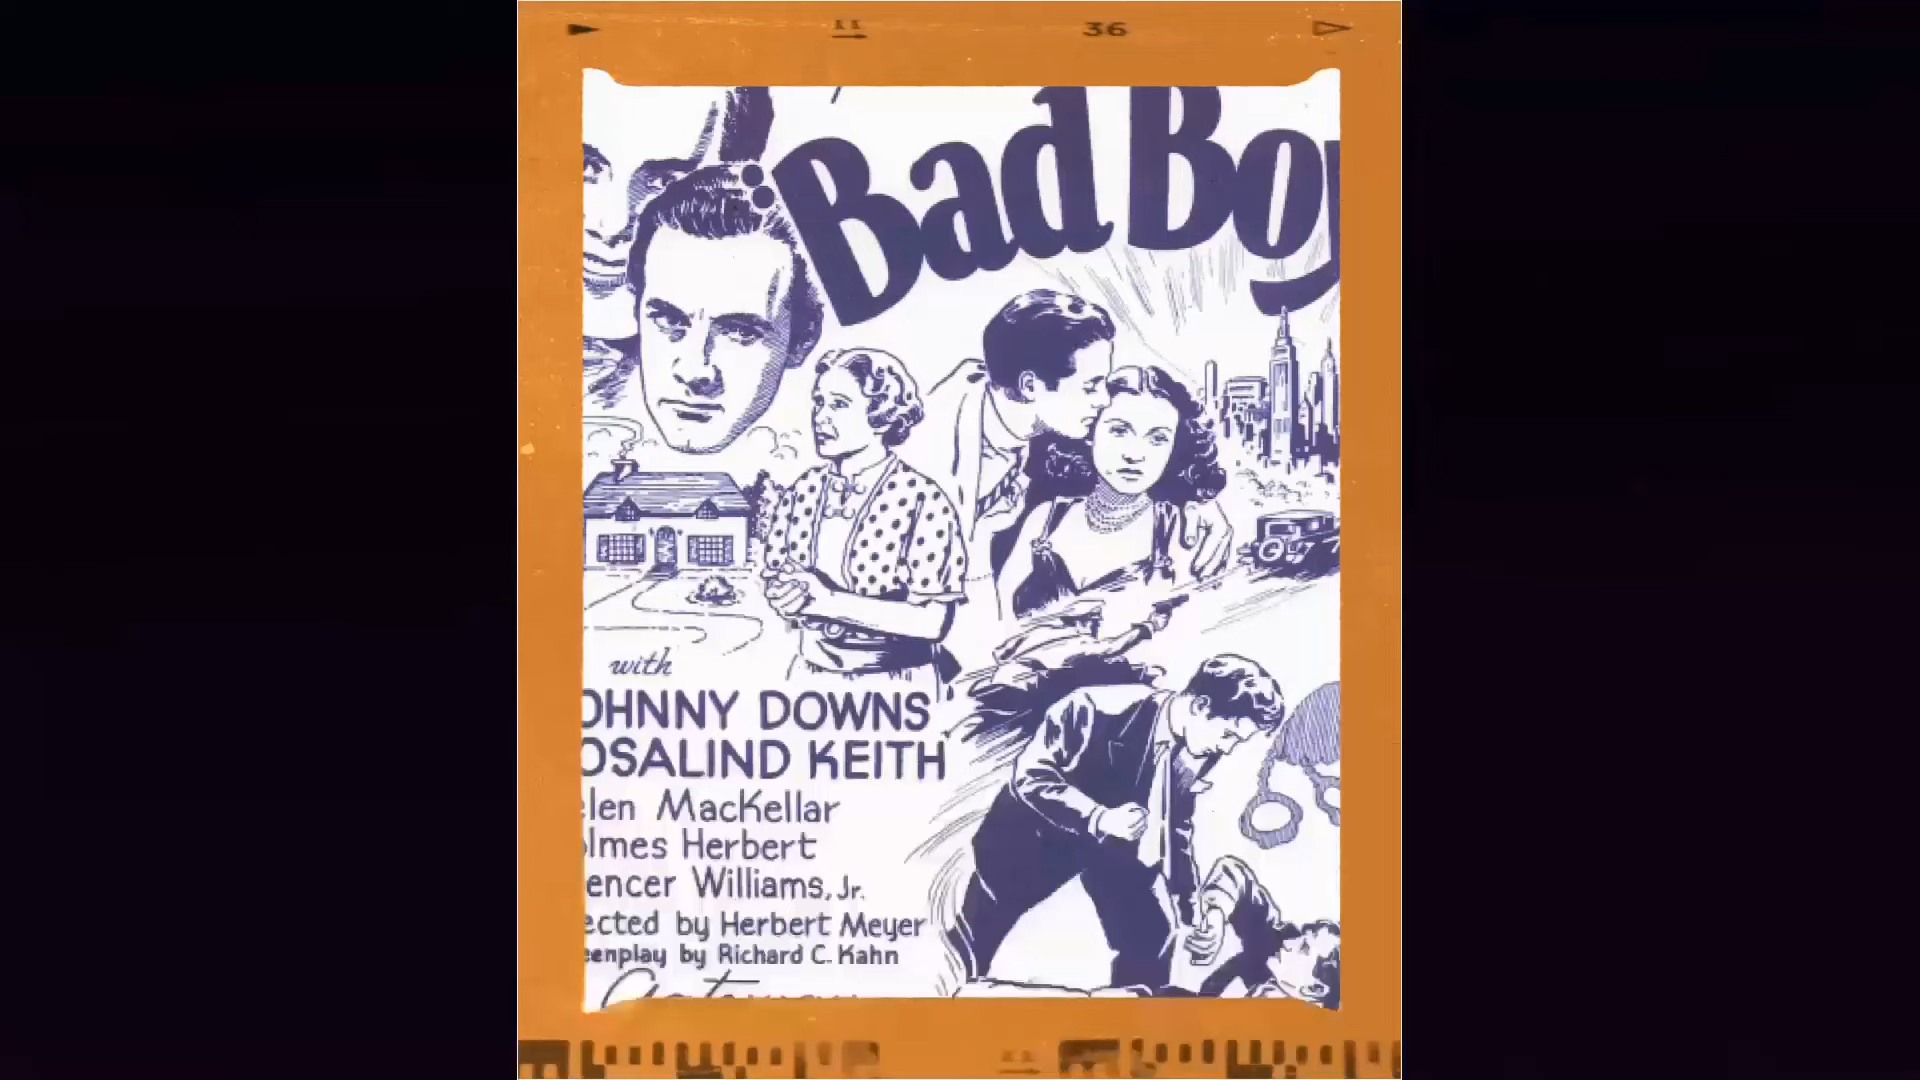 36
Bad Bo
with
OHNNY DOWNS
OSALIND KEITH
elen MacKellar
olmes Herbert
encer Williams, Jr.
ected by Herbert Meyer
eenplay by Richard C. Kahn